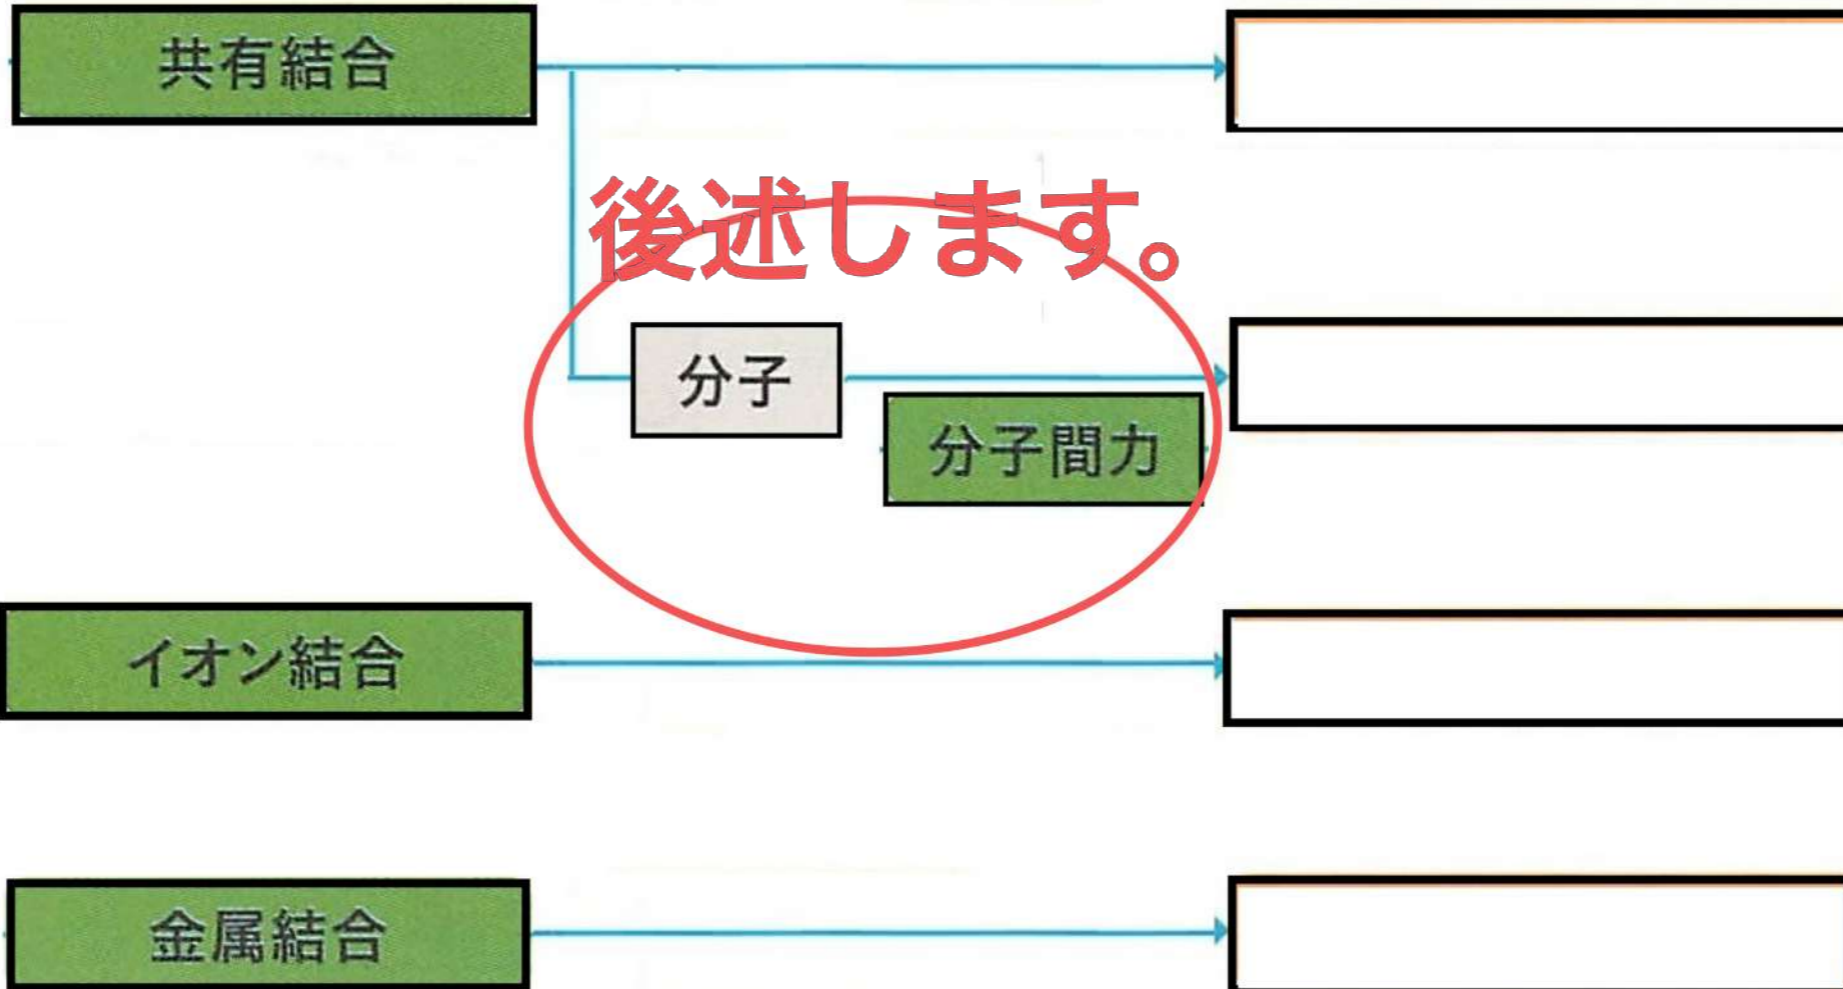 共有結合
後述します。
分子
分子間力
イオン結合
金属結合